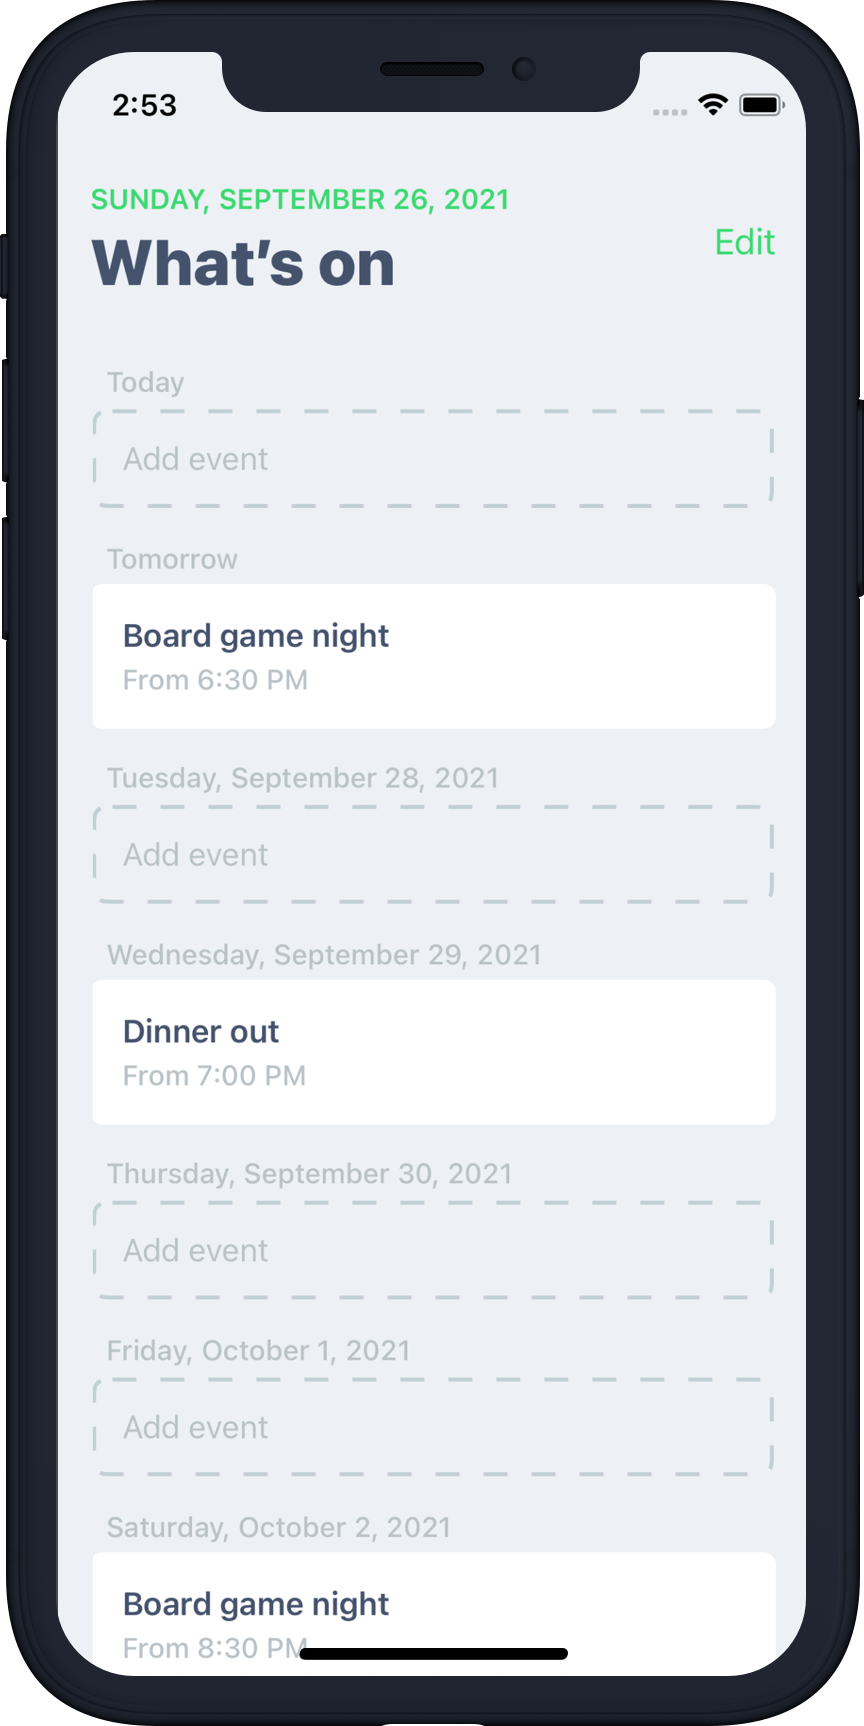 2:53
SUNDAY, SEPTEMBER 26, 2021
What’s on
Edit
Today
Add event
Tomorrow
Board game night
From 6:30 PM
Tuesday, September 28, 2021
Add event
Wednesday, September 29, 2021
Dinner out
From 7:00 PM
Thursday, September 30, 2021
Add event
Friday, October 1, 2021
Add event
Saturday, October 2, 2021
Board game night
From 8:30 PM